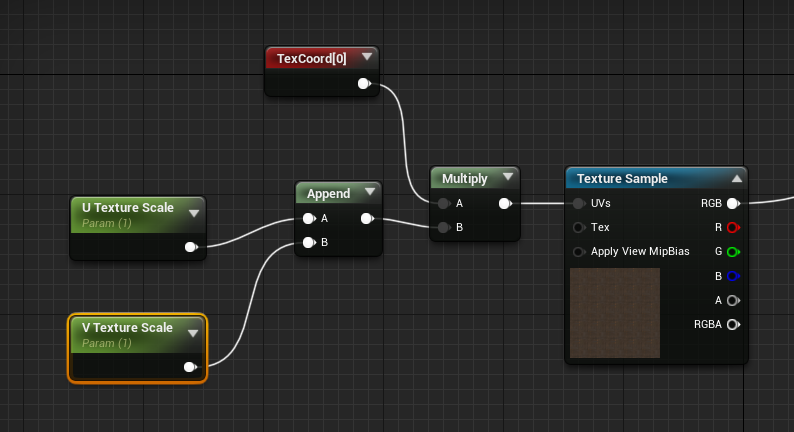 TexCoord[0]
U Texture Scale
Param (1)
Append
A
B
V Texture Scale
Param (1)
Multiply
A
B
Texture Sample
UVs
RGB
Tex
R
Apply View MipBias
G
B
A
RGBA